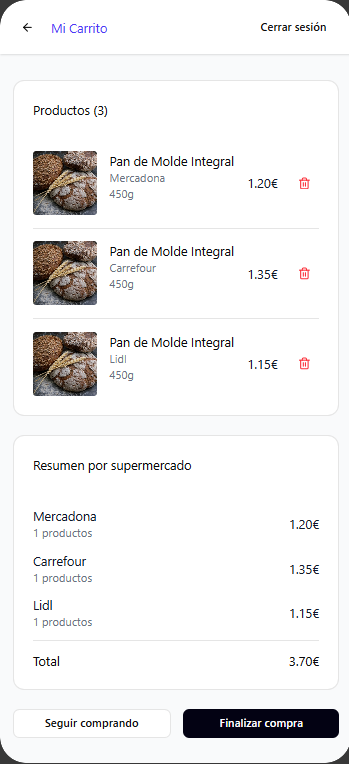 Mi Carrito
Cerrar sesión
Productos (3)
Pan de Molde Integral
Mercadona
450g
1.20€
Pan de Molde Integral
Carrefour
450g
1.35€
Pan de Molde Integral
Lidl
450g
1.15€
Resumen por supermercado
Mercadona
1 productos
1.20€
Carrefour
1 productos
1.35€
Lidl
1 productos
1.15€
Total
3.70€
Seguir comprando
Finalizar compra